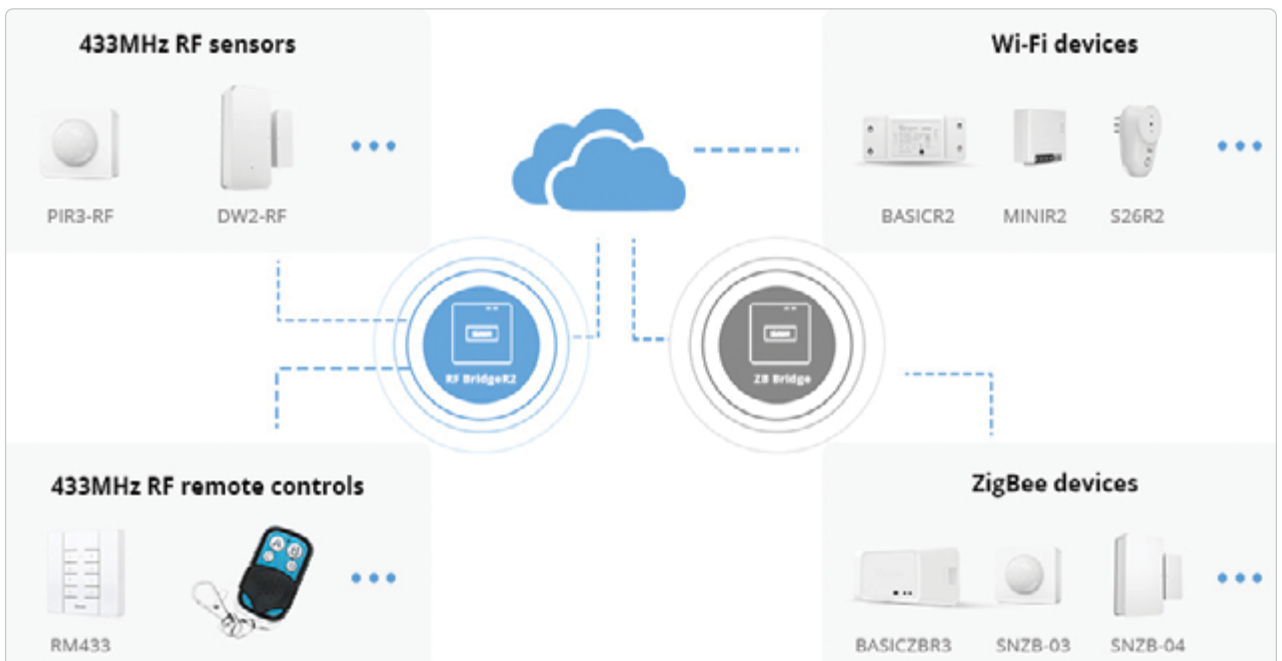 433MHz RF sensors
PIR3-RF
DW2-RF
Wi-Fi devices
BASICR2
MINIR2
S26R2
RF BridgeR2
ZB Bridge
433MHz RF remote controls
A
B
RM433
ZigBee devices
BASICZBR3
SNZB-03
SNZB-04